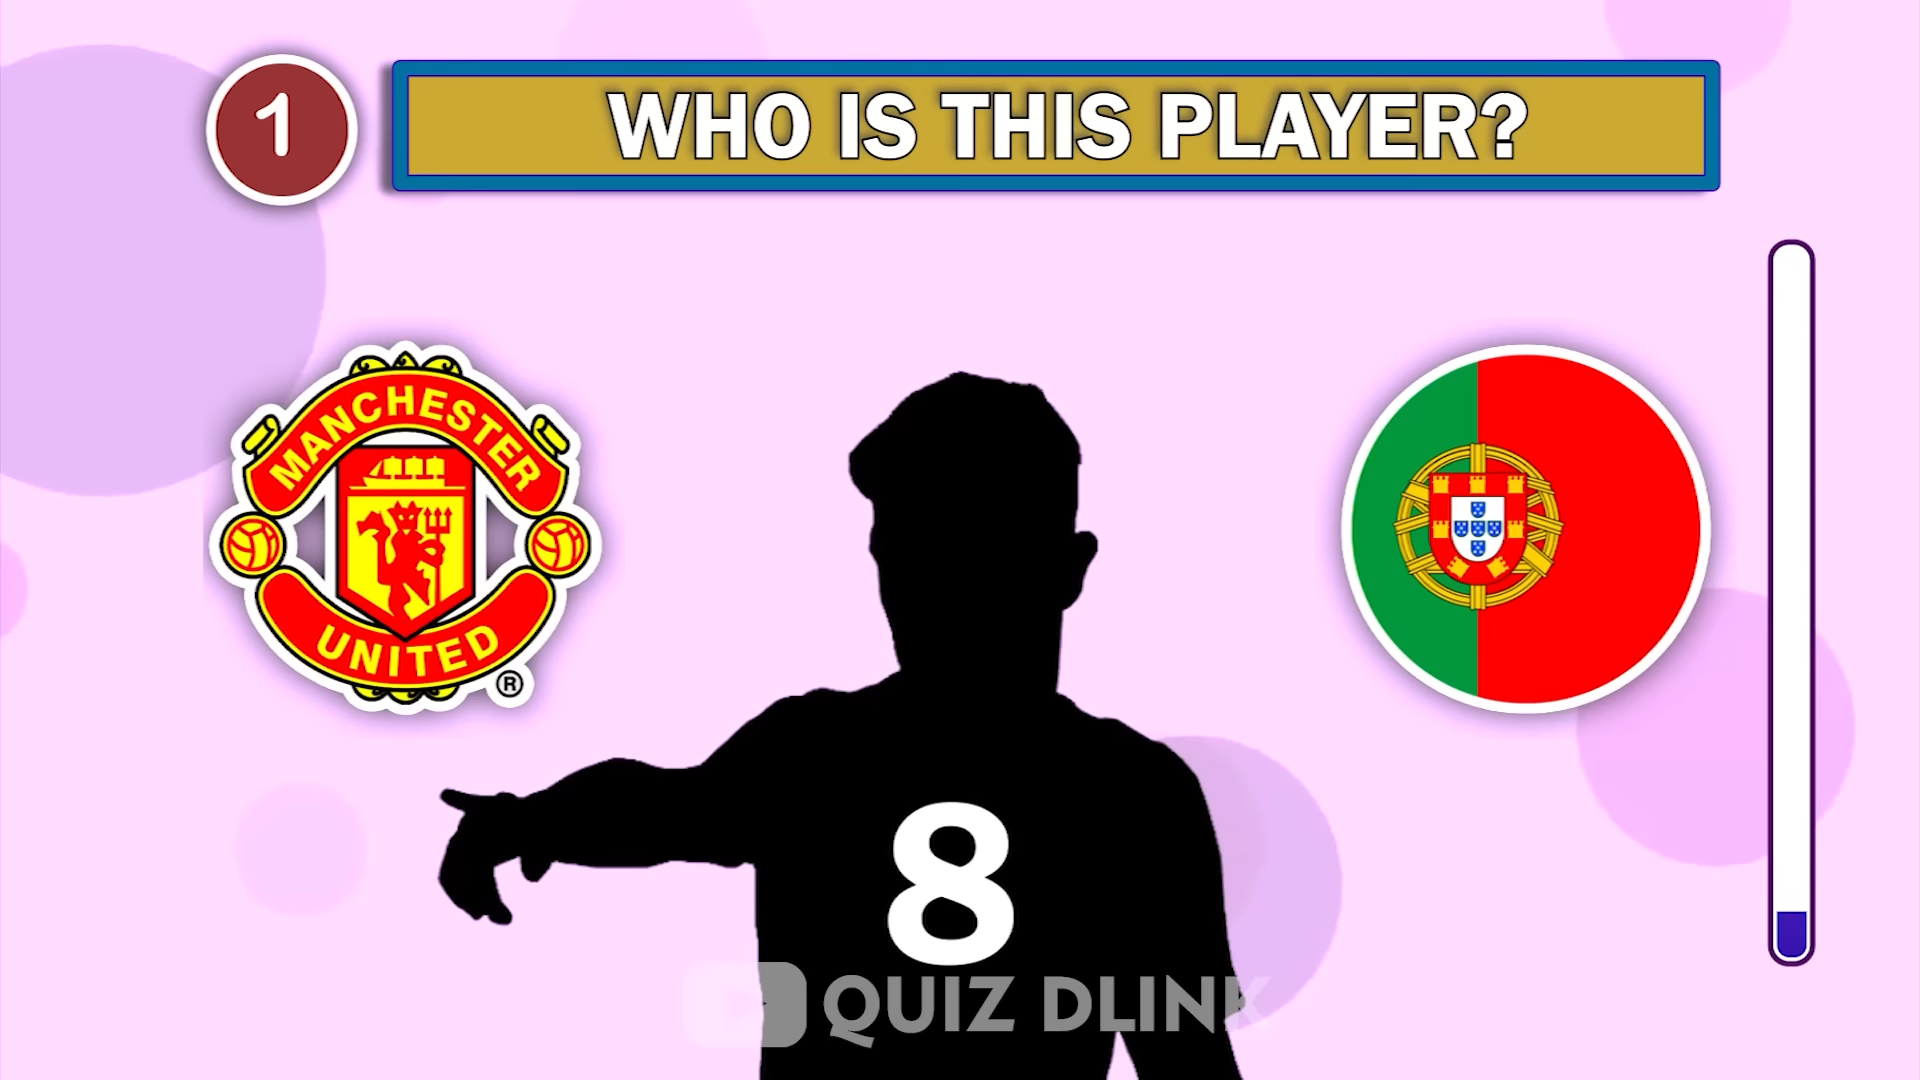 1
WHO IS THIS PLAYER?
MANCHESTER
UNITED
®
8
QUIZ DLINK